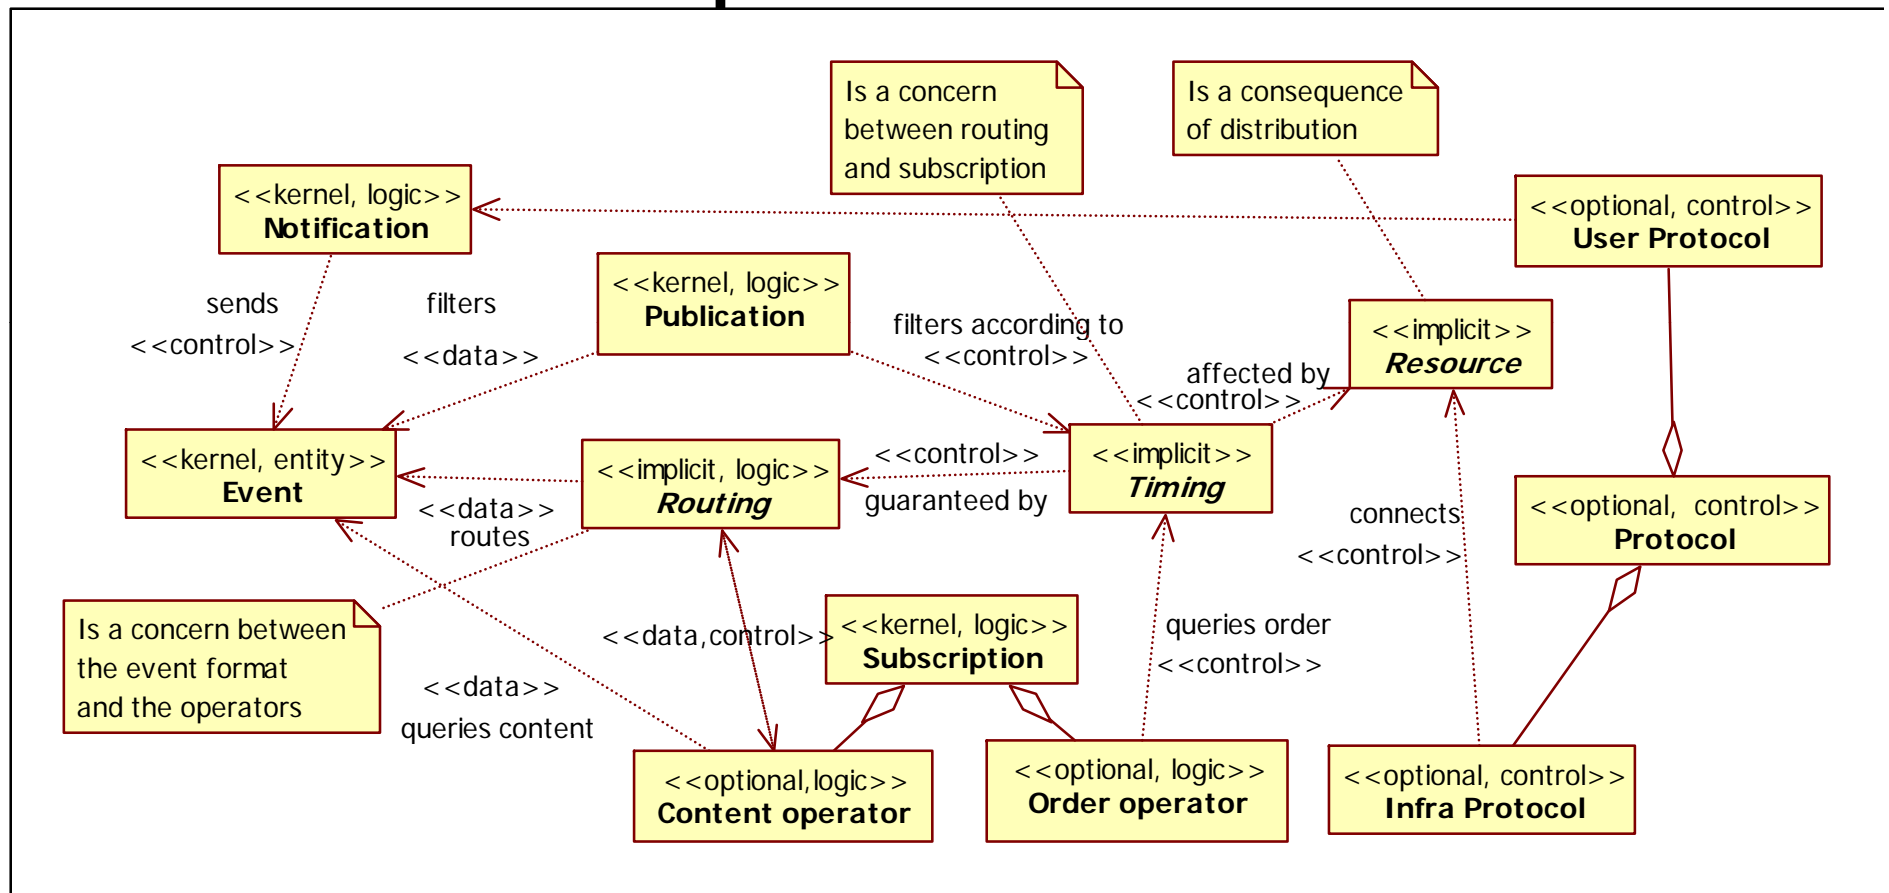 Is a concern
between routing
and subscription
Is a consequence
of distribution
<<kernel, logic>>
Notification
<<optional, control>>
User Protocol
<<kernel, logic>>
Publication
sends
<<control>>
filters
<<data>>
filters according to
<<control>>
<<implicit>>
Resource
affected by
<<control>>
<<kernel, entity>>
Event
<<implicit, logic>>
Routing
<<control>>
guaranteed by
<<implicit>>
Timing
<<data>>
routes
connects
<<control>>
<<optional, control>>
Protocol
Is a concern between
the event format
and the operators
<<data,control>>
<<kernel, logic>>
Subscription
queries order
<<control>>
<<data>>
queries content
<<optional,logic>>
Content operator
<<optional, logic>>
Order operator
<<optional, control>>
Infra Protocol